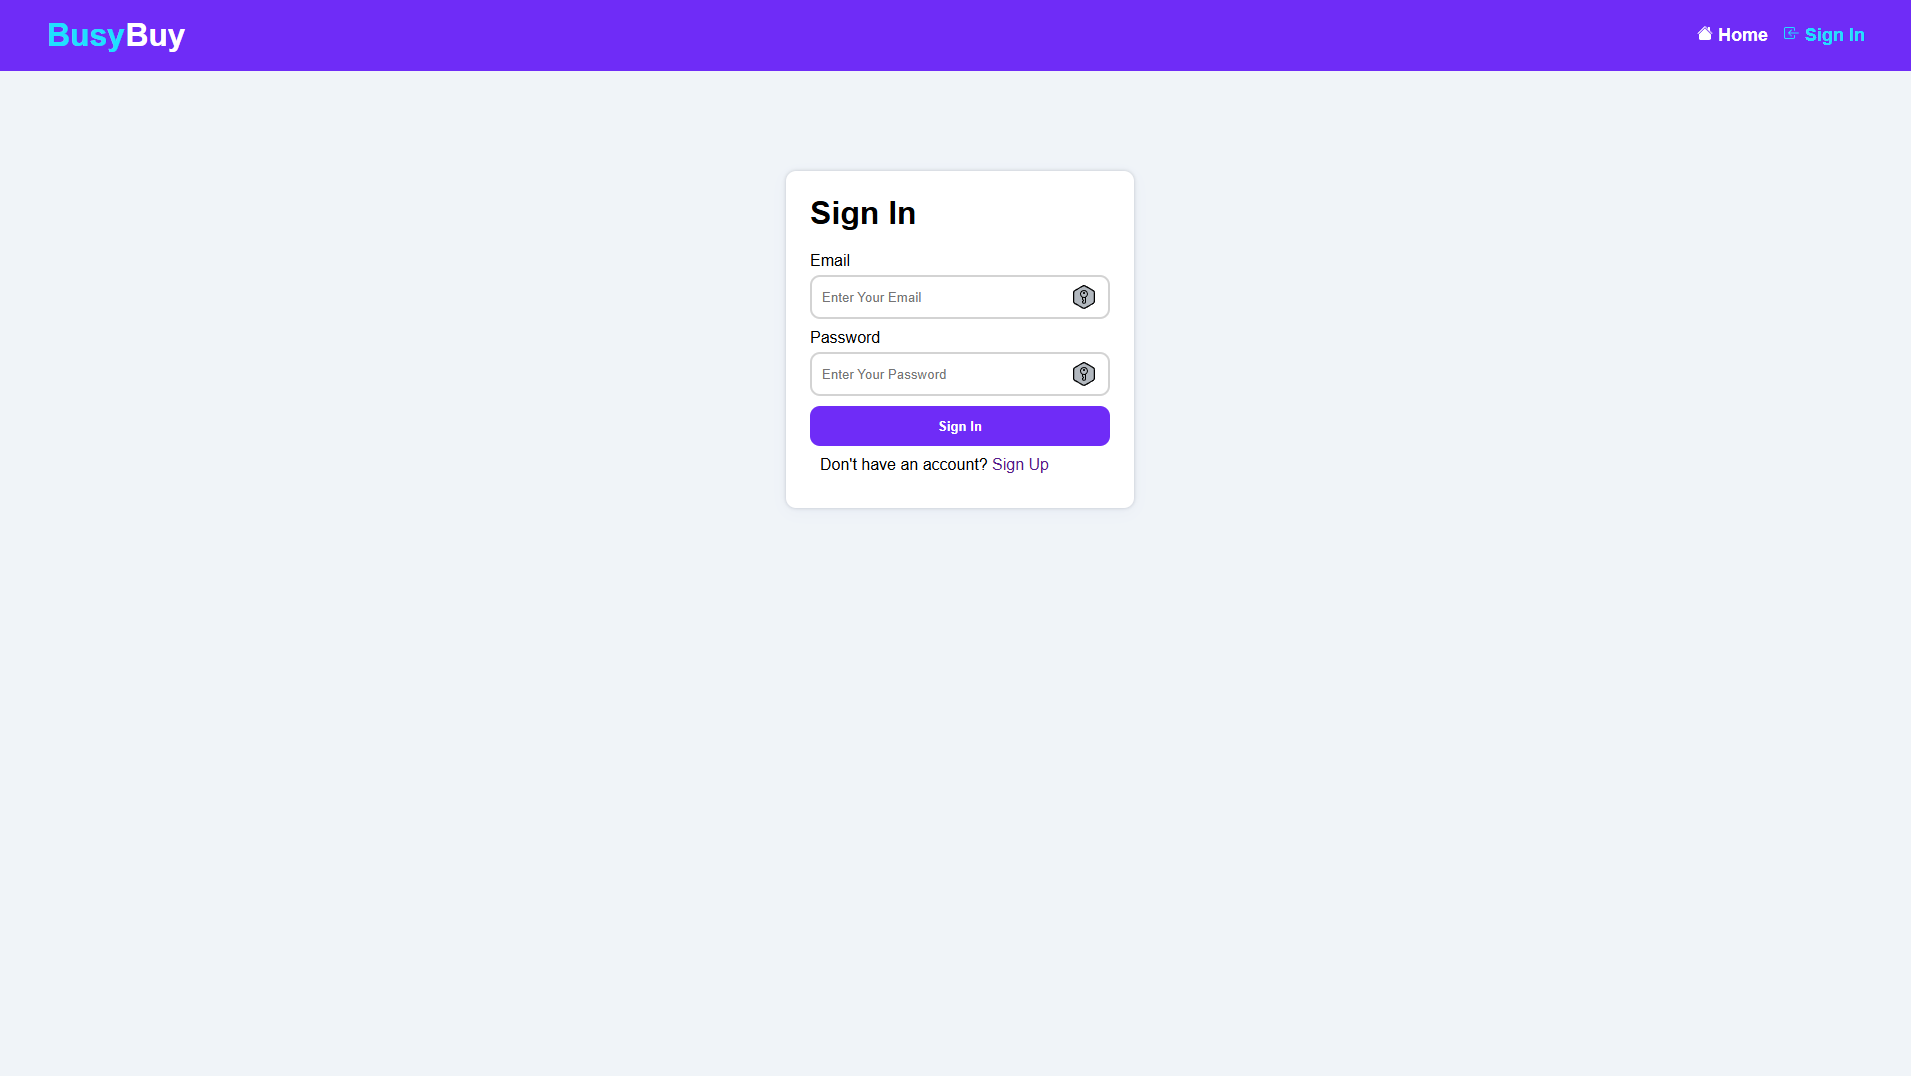 BusyBuy
Home
Sign In
Sign In
Email
Enter Your Email
Password
Enter Your Password
Sign In
Don't have an account? Sign Up